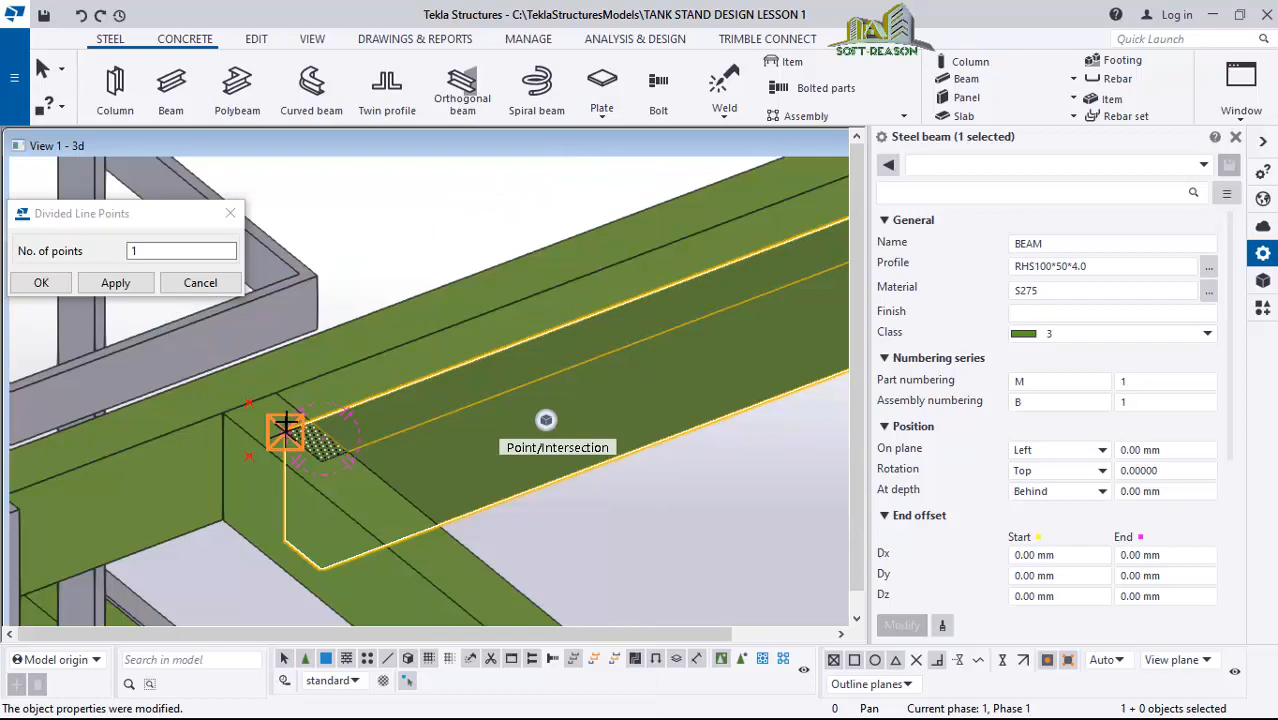 Tekla Structures - C:\TeklaStructuresModels\TANK STAND DESIGN LESSON 1
Log in
SOFT-REASON
STEEL CONCRETE EDIT VIEW DRAWINGS & REPORTS MANAGE ANALYSIS & DESIGN TRIMBLE CONNECT
Quick Launch
Column
Beam
Polybeam
Curved beam
Twin profile
Orthogonal
beam
Spiral beam
Plate
Bolt
Weld
Item
Bolted parts
Assembly
Column
Beam
Panel
Slab
Footing
Rebar
Item
Rebar set
Window
View 1 - 3d
Divided Line Points
No. of points 1
OK Apply Cancel
Point/Intersection
Steel beam (1 selected)
General
Name BEAM
Profile RHS100*50*4.0 ...
Material S275 ...
Finish
Class 3
Numbering series
Part numbering M 1
Assembly numbering B 1
Position
On plane Left 0.00 mm
Rotation Top 0.00000
At depth Behind 0.00 mm
End offset
Start End
Dx 0.00 mm 0.00 mm
Dy 0.00 mm 0.00 mm
Dz 0.00 mm 0.00 mm
Modify
Model origin
Search in model
standard
Auto
View plane
Outline planes
The object properties were modified.
0 Pan Current phase: 1, Phase 1 1 + 0 objects selected